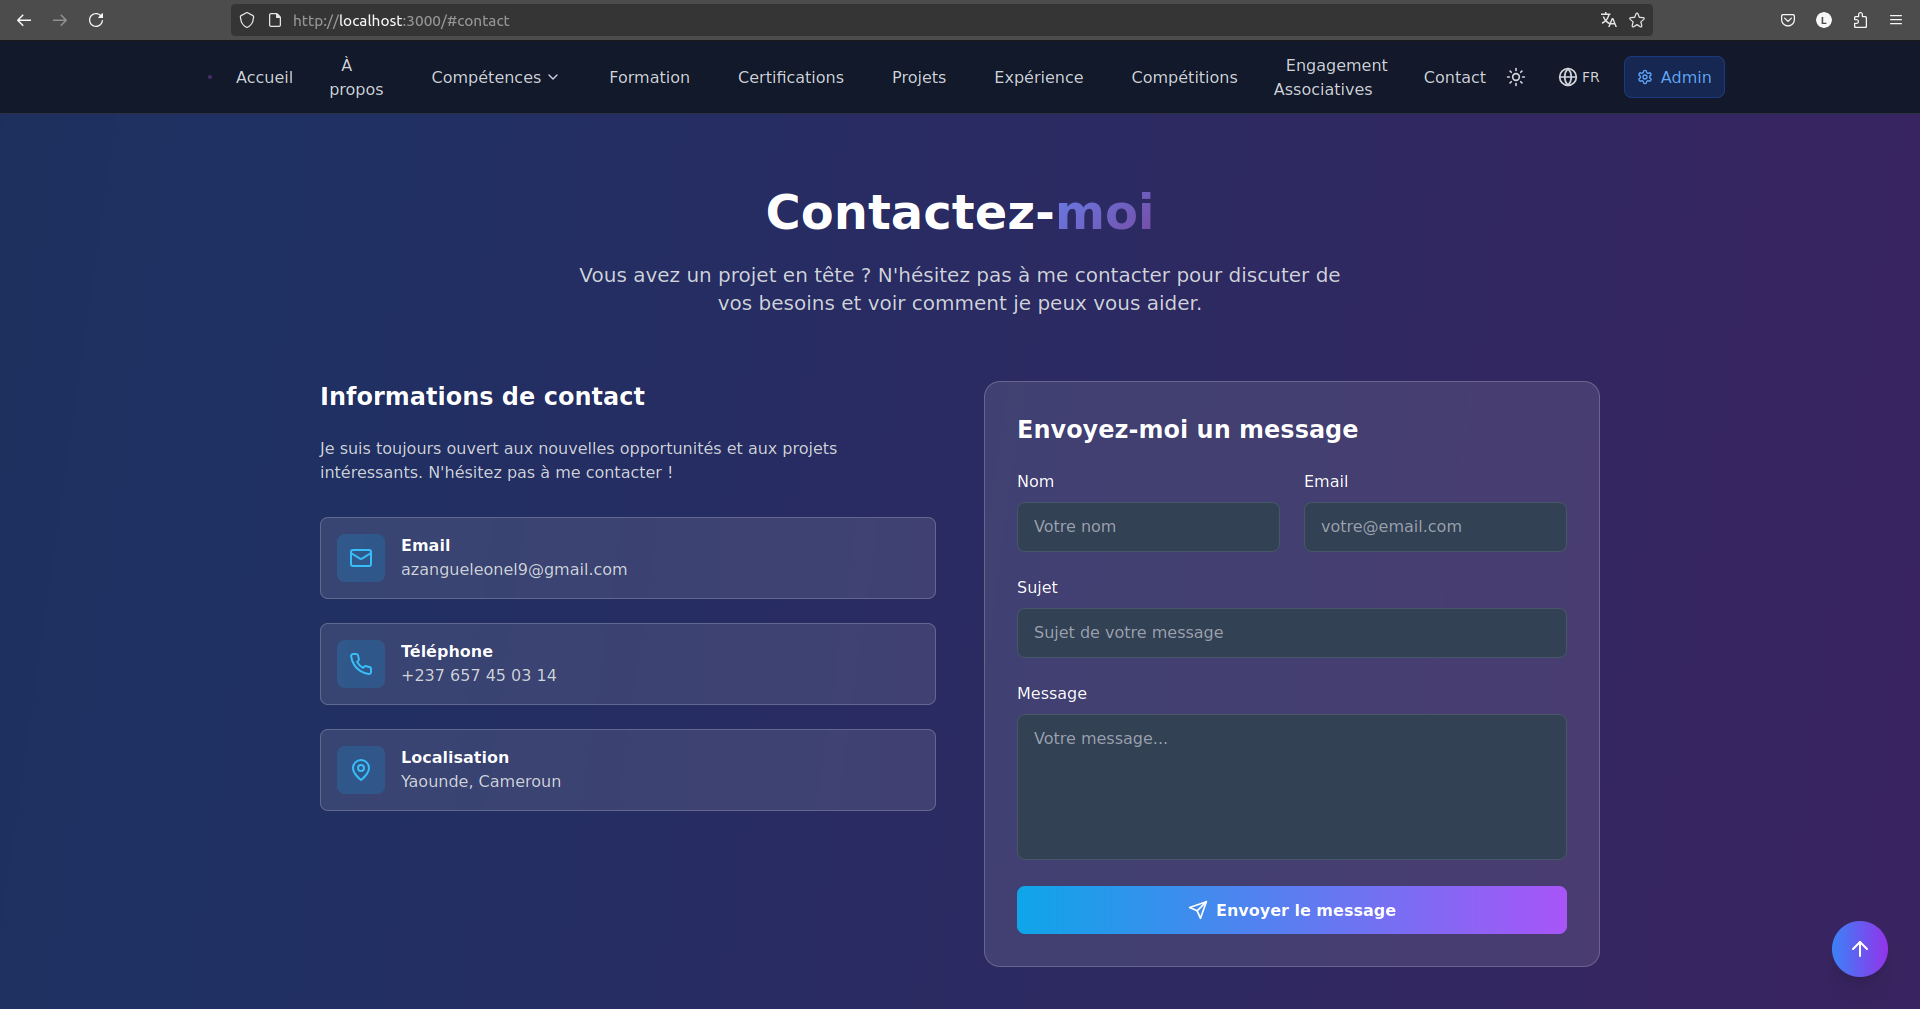 http://localhost:3000/#contact
L
Accueil
À
propos
Compétences
Formation
Certifications
Projets
Expérience
Compétitions
Engagement
Associatives
Contact
FR
Admin
Contactez-moi
Vous avez un projet en tête ? N'hésitez pas à me contacter pour discuter de
vos besoins et voir comment je peux vous aider.
Informations de contact
Je suis toujours ouvert aux nouvelles opportunités et aux projets
intéressants. N'hésitez pas à me contacter !
Email
azangueleonel9@gmail.com
Téléphone
+237 657 45 03 14
Localisation
Yaounde, Cameroun
Envoyez-moi un message
Nom
Email
Votre nom
votre@email.com
Sujet
Sujet de votre message
Message
Votre message...
Envoyer le message